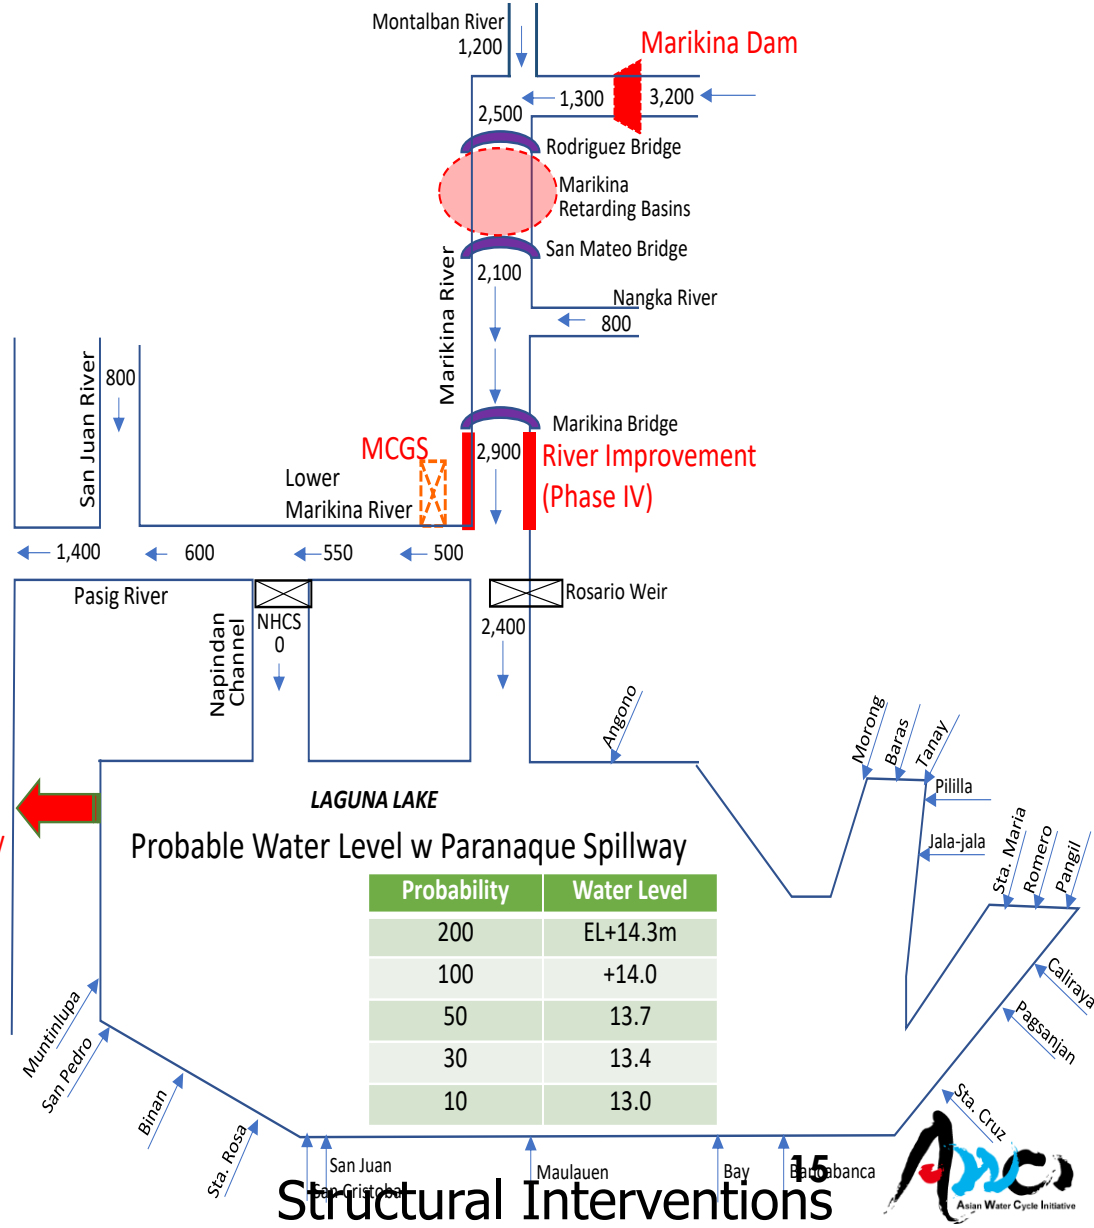 Montalban River
1,200
Marikina Dam
2,500
1,300
3,200
Rodriguez Bridge
Marikina
Retarding Basins
San Mateo Bridge
2,100
Marikina River
Nangka River
800
San Juan River
800
Marikina Bridge
MCGS
2,900
River Improvement
(Phase IV)
Lower
Marikina River
1,400
600
550
500
Pasig River
Napindan
Channel
NHCS
0
Rosario Weir
2,400
Angono
Morong
Baras
Tanay
Pililla
Jala-jala
Sta. Maria
Romero
Pangil
Caliraya
Pagsanjan
Sta. Cruz
LAGUNA LAKE
Probable Water Level w Paranaque Spillway
Probability Water Level
200 EL+14.3m
100 +14.0
50 13.7
30 13.4
10 13.0
Muntinlupa
San Pedro
Binan
Sta. Rosa
San Juan
San Cristobal
Maulauen
Bay
15
Structural Interventions
Asian Water Cycle Initiative